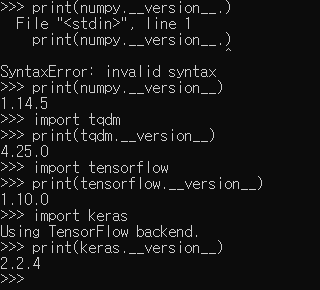 >>> print(numpy.__version__.)
  File "<stdin>", line 1
    print(numpy.__version__.)
                            ^
SyntaxError: invalid syntax
>>> print(numpy.__version__)
1.14.5
>>> import tqdm
>>> print(tqdm.__version__)
4.25.0
>>> import tensorflow
>>> print(tensorflow.__version__)
1.10.0
>>> import keras
Using TensorFlow backend.
>>> print(keras.__version__)
2.2.4
>>>